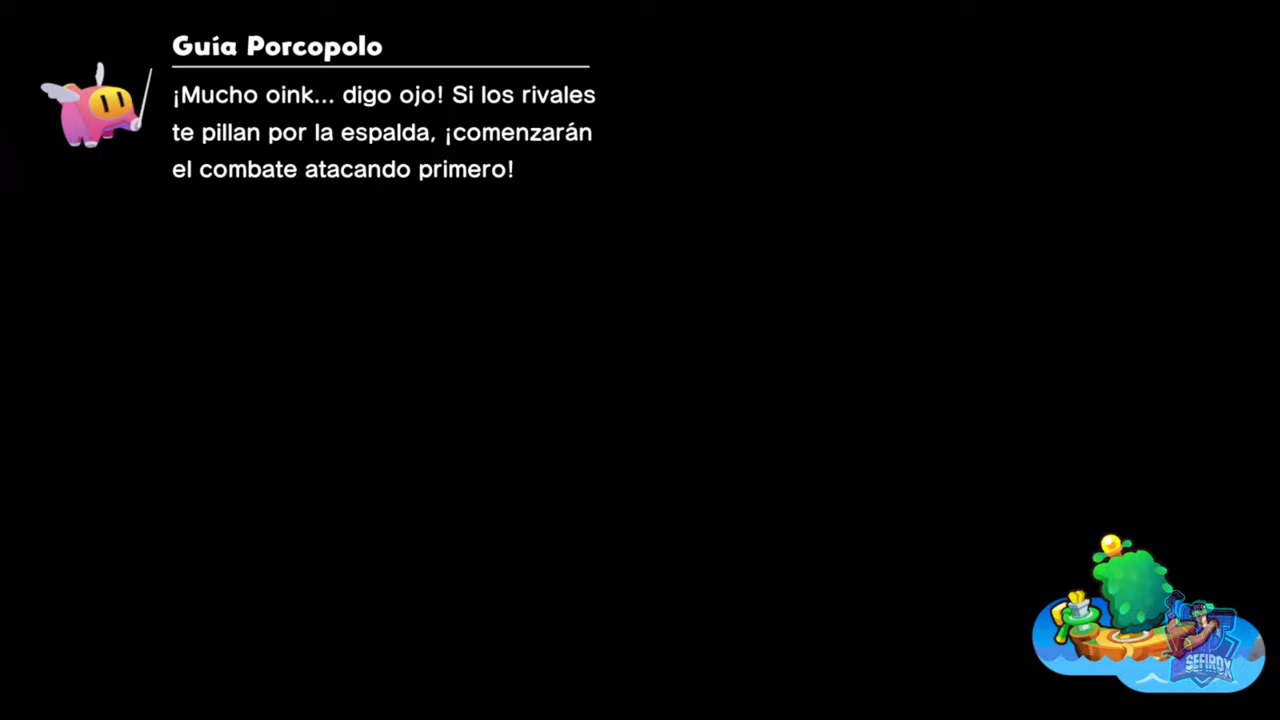 Guía Porcopolo
¡Mucho oink... digo ojo! Si los rivales
te pillan por la espalda, ¡comenzarán
el combate atacando primero!
SEFIROX